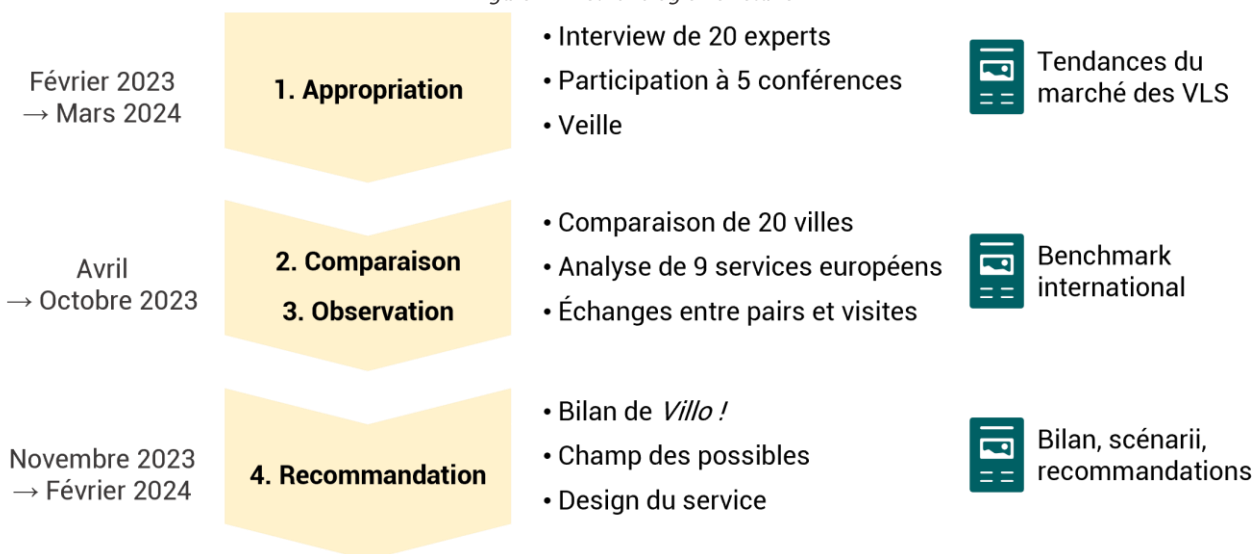 Février 2023
→ Mars 2024
1. Appropriation
• Interview de 20 experts
• Participation à 5 conférences
• Veille
Tendances du
marché des VLS
Avril
→ Octobre 2023
2. Comparaison
3. Observation
• Comparaison de 20 villes
• Analyse de 9 services européens
• Échanges entre pairs et visites
Benchmark
international
Novembre 2023
→ Février 2024
4. Recommandation
• Bilan de Villo !
• Champ des possibles
• Design du service
Bilan, scénarii,
recommandations